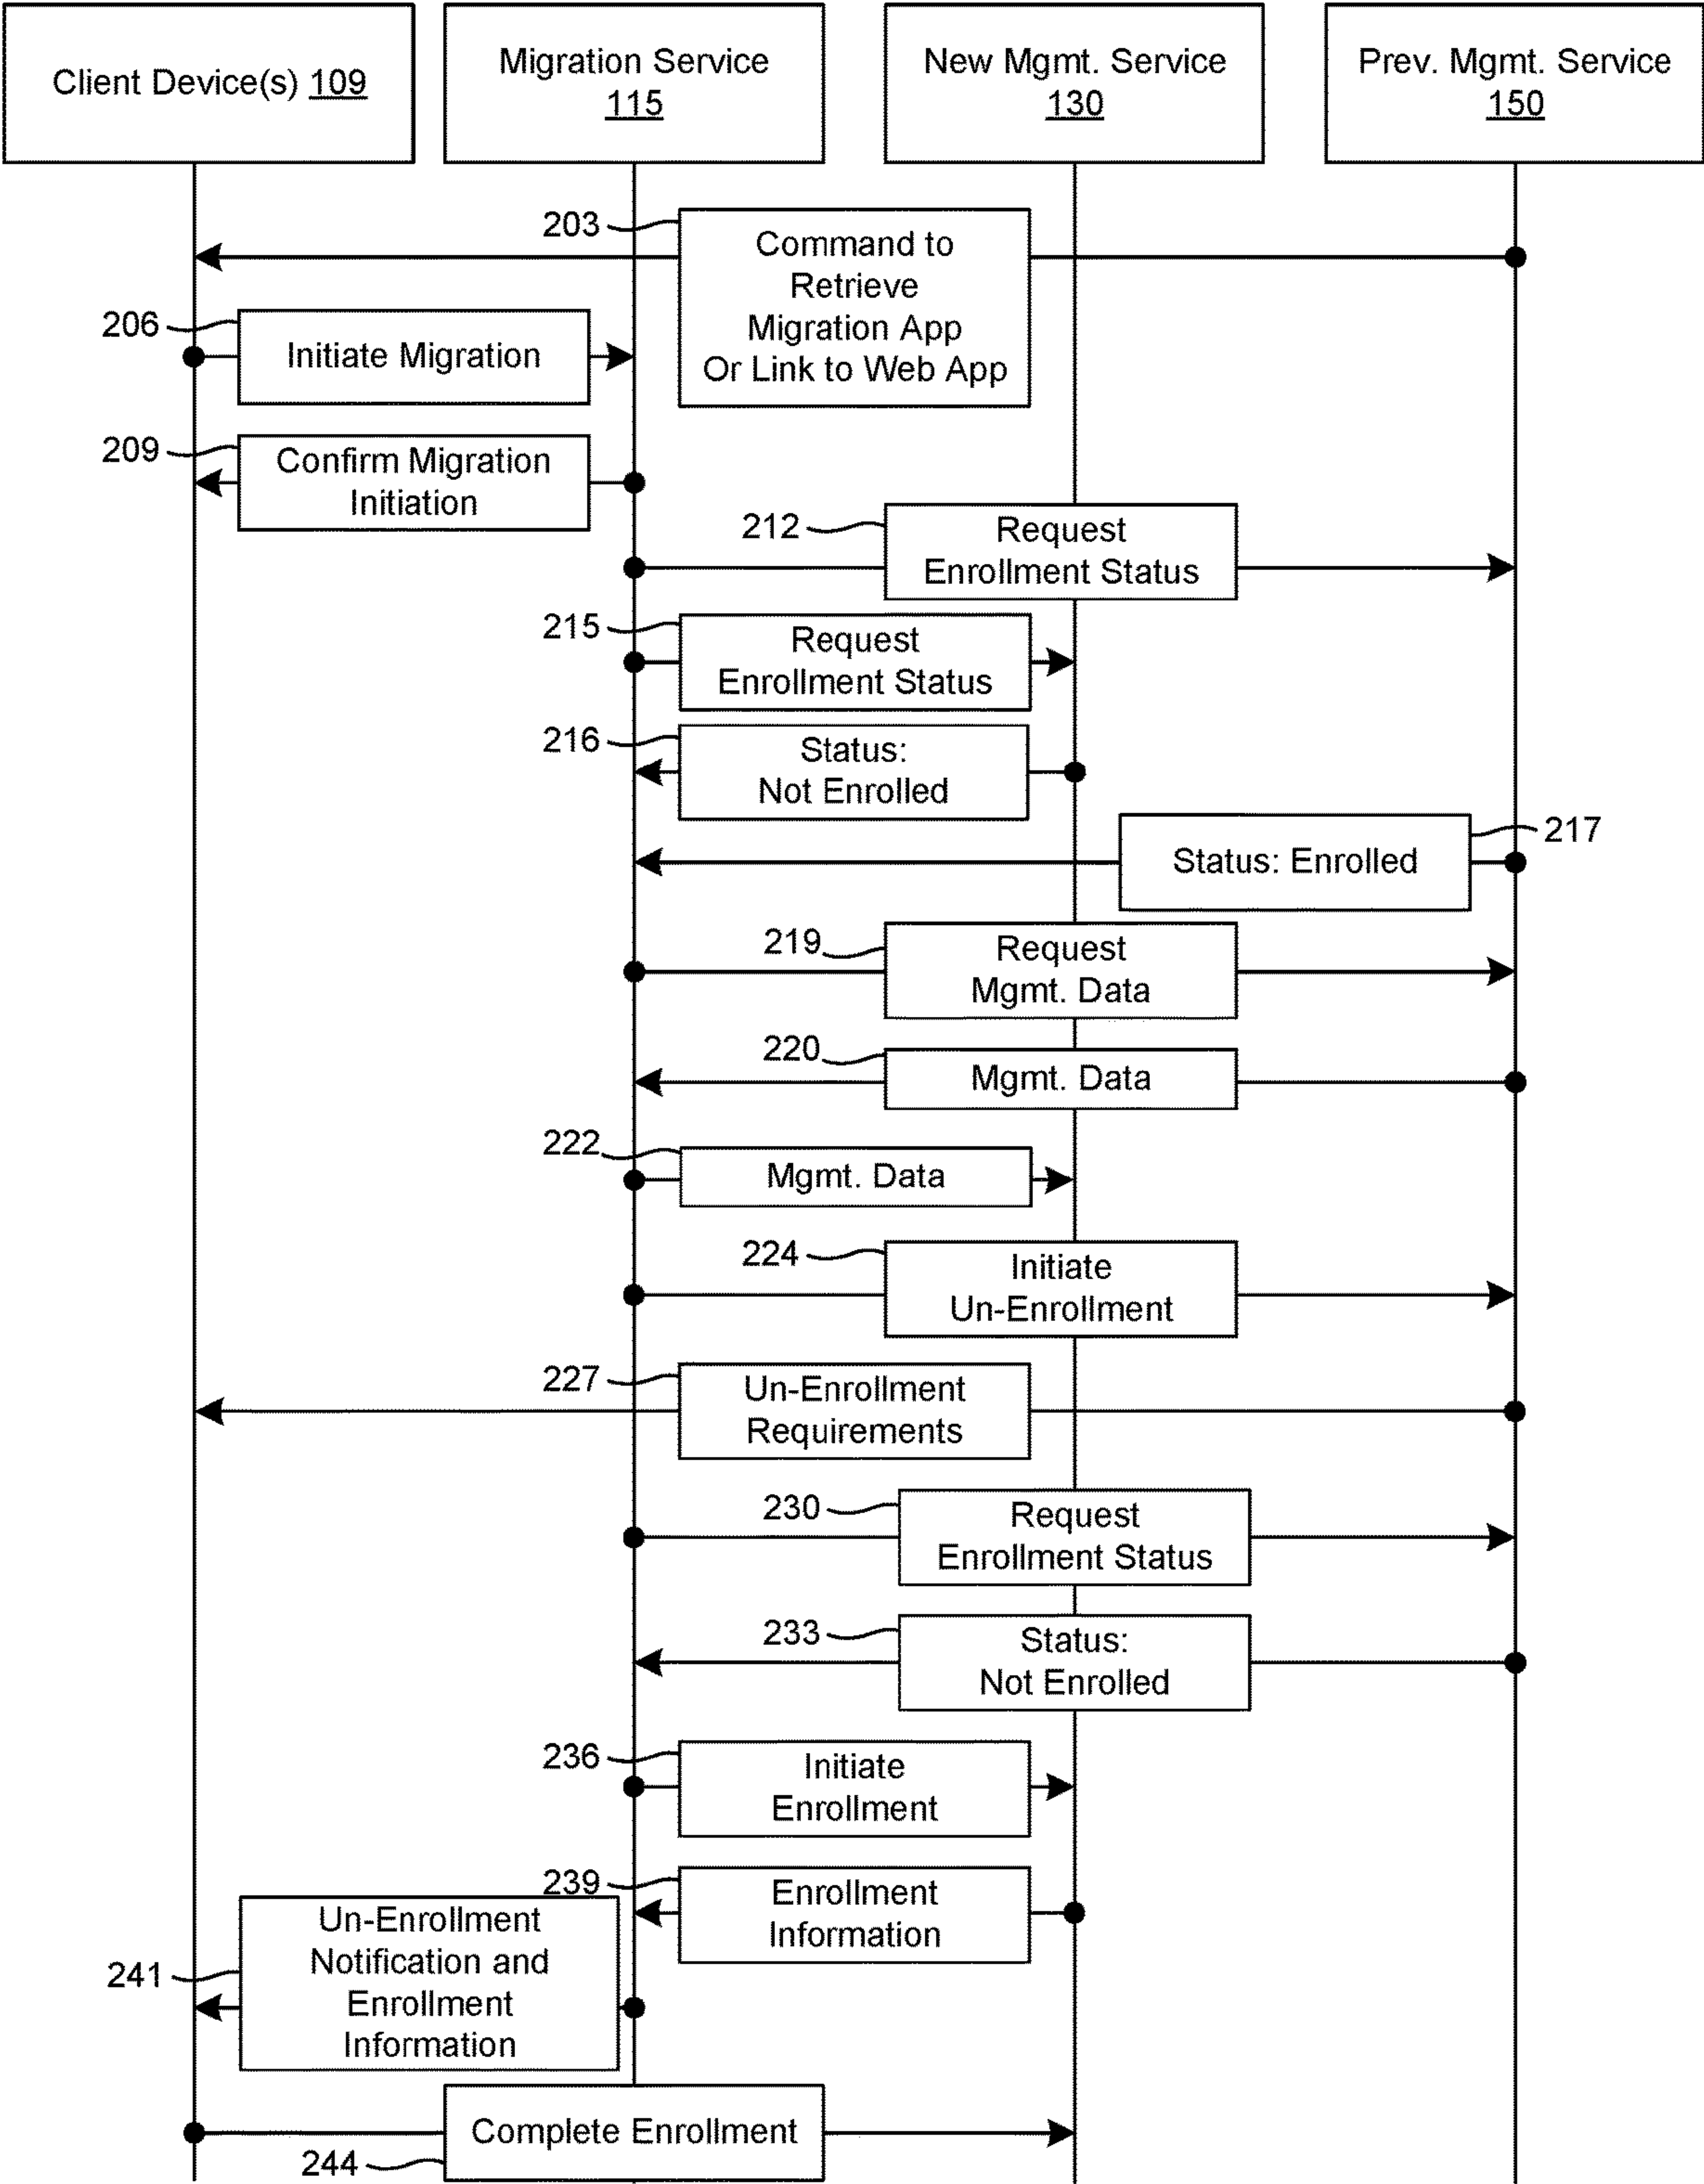 Client Device(s) 109
Migration Service
115
New Mgmt. Service
130
Prev. Mgmt. Service
150
203
Command to
Retrieve
Migration App
Or Link to Web App
206
Initiate Migration
209
Confirm Migration
Initiation
212
Request
Enrollment Status
215
Request
Enrollment Status
216
Status:
Not Enrolled
217
Status: Enrolled
219
Request
Mgmt. Data
220
Mgmt. Data
222
Mgmt. Data
224
Initiate
Un-Enrollment
227
Un-Enrollment
Requirements
230
Request
Enrollment Status
233
Status:
Not Enrolled
236
Initiate
Enrollment
239
Enrollment
Information
241
Un-Enrollment
Notification and
Enrollment
Information
Complete Enrollment
244